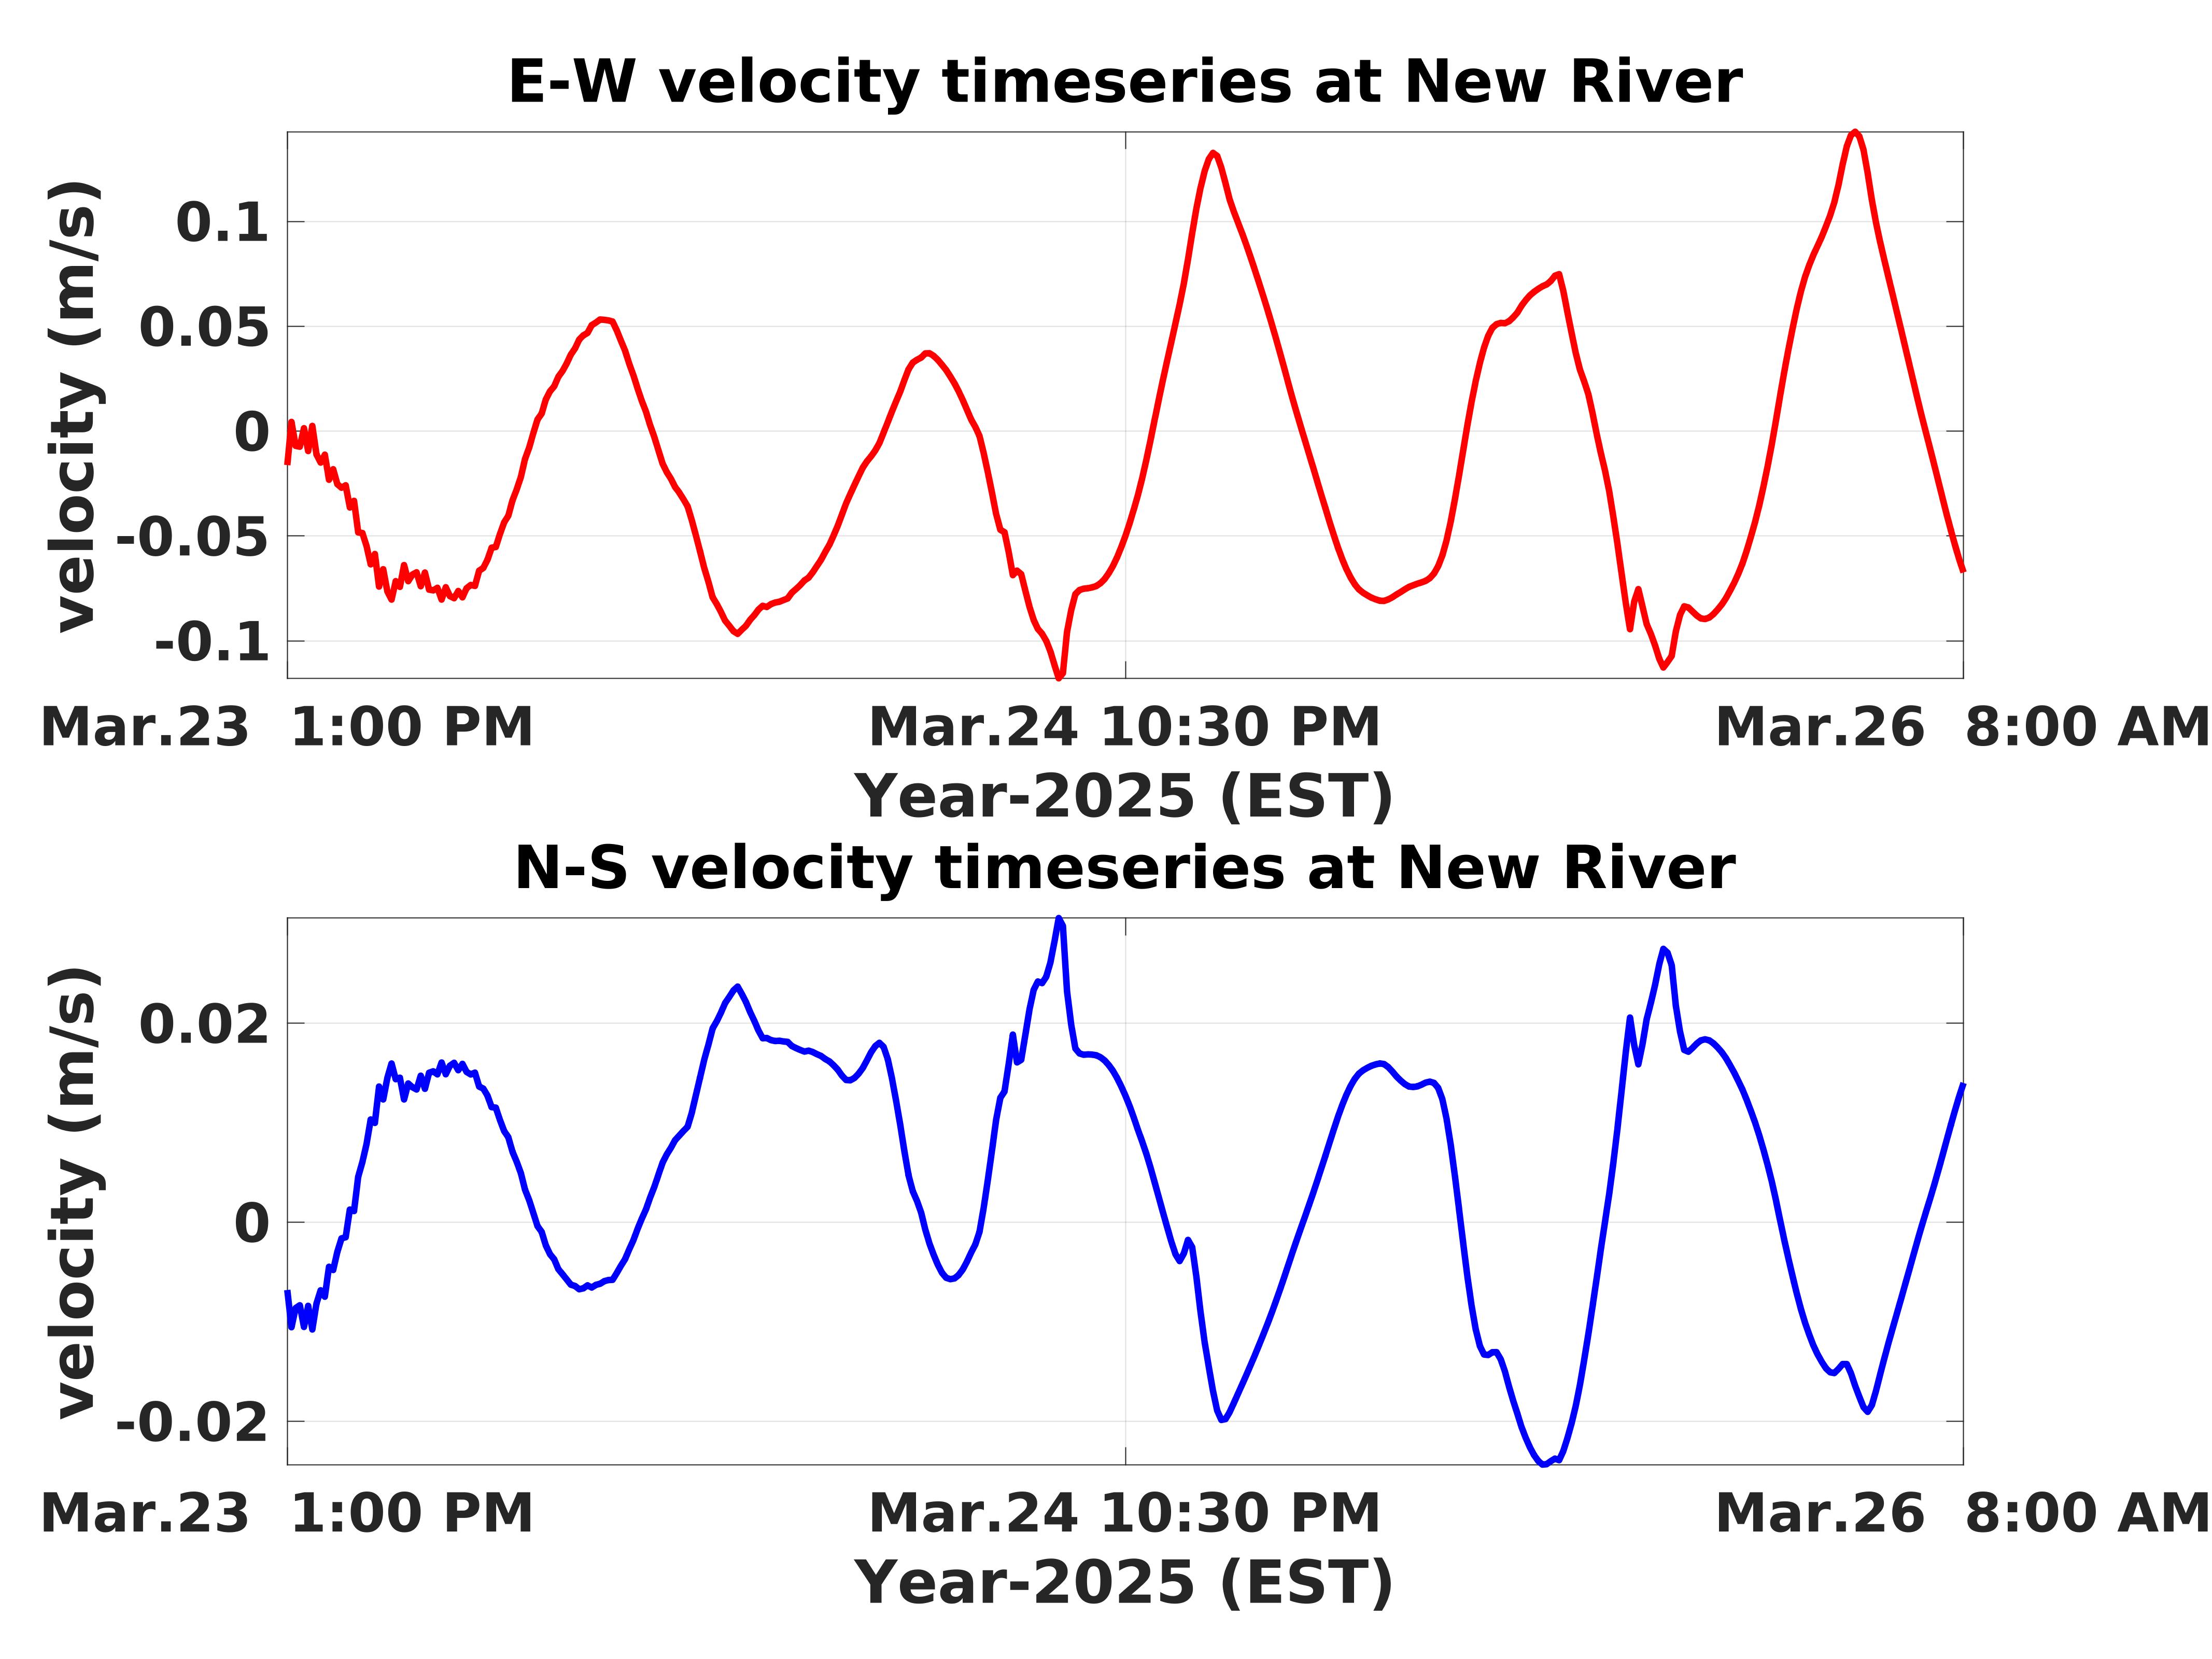 E-W velocity timeseries at New River
velocity (m/s)
0.1
0.05
0
-0.05
-0.1
Mar.23 1:00 PM Mar.24 10:30 PM Mar.26 8:00 AM
Year-2025 (EST)
N-S velocity timeseries at New River
velocity (m/s)
0.02
0
-0.02
Mar.23 1:00 PM Mar.24 10:30 PM Mar.26 8:00 AM
Year-2025 (EST)